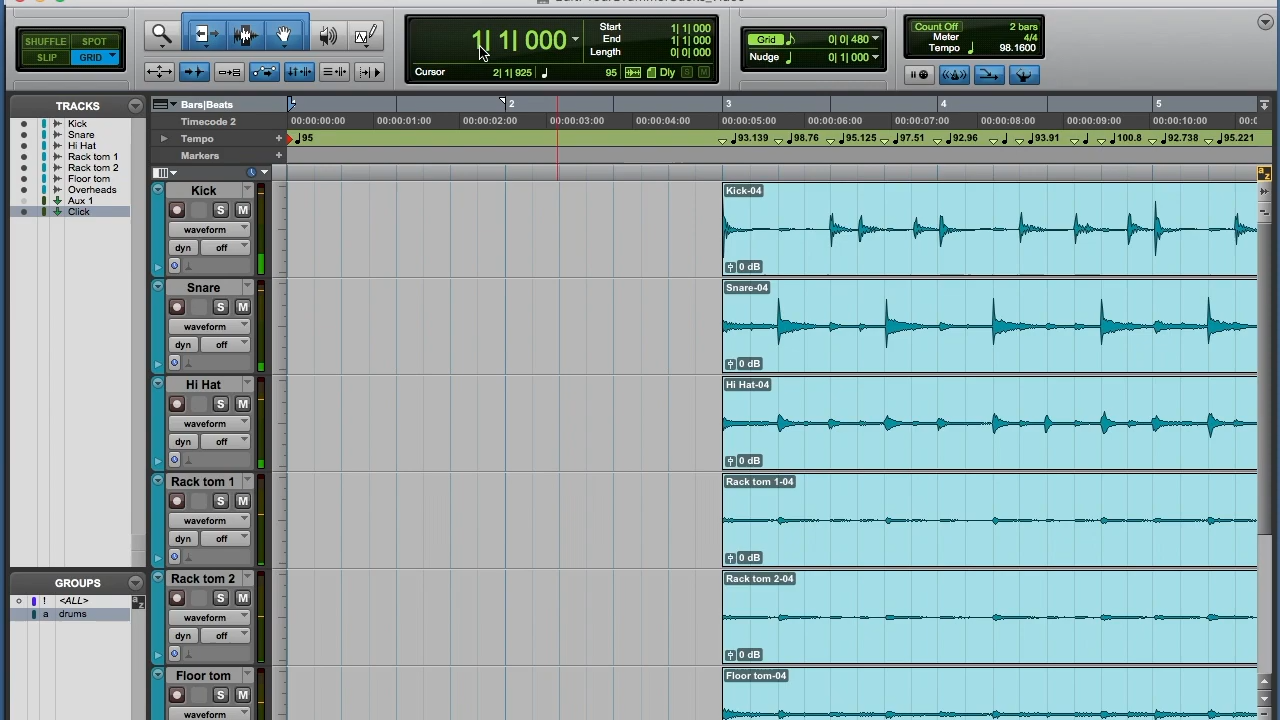 SHUFFLE SPOT
SLIP GRID
1| 1| 000
Start 1| 1| 000
End 1| 1| 000
Length 0| 0| 000
Cursor 2| 1| 925 95 Dly S M
Grid 0| 0| 480
Nudge 0| 1| 000
Count Off 2 bars
Meter 4/4
Tempo 98.1600
TRACKS
Kick
Snare
Hi Hat
Rack tom 1
Rack tom 2
Floor tom
Overheads
Aux 1
Click
GROUPS
! <ALL>
a drums
Bars|Beats 2 3 4 5
Timecode 2 00:00:00:00 00:00:01:00 00:00:02:00 00:00:03:00 00:00:04:00 00:00:05:00 00:00:06:00 00:00:07:00 00:00:08:00 00:00:09:00 00:00:10:00
Tempo + 95 93.139 98.76 95.125 97.51 92.96 93.91 100.8 92.738 95.221
Markers +
Kick
S M
waveform
dyn off
Kick-04
0 dB
Snare
S M
waveform
dyn off
Snare-04
0 dB
Hi Hat
S M
waveform
dyn off
Hi Hat-04
0 dB
Rack tom 1
S M
waveform
dyn off
Rack tom 1-04
0 dB
Rack tom 2
S M
waveform
dyn off
Rack tom 2-04
0 dB
Floor tom
S M
waveform
Floor tom-04